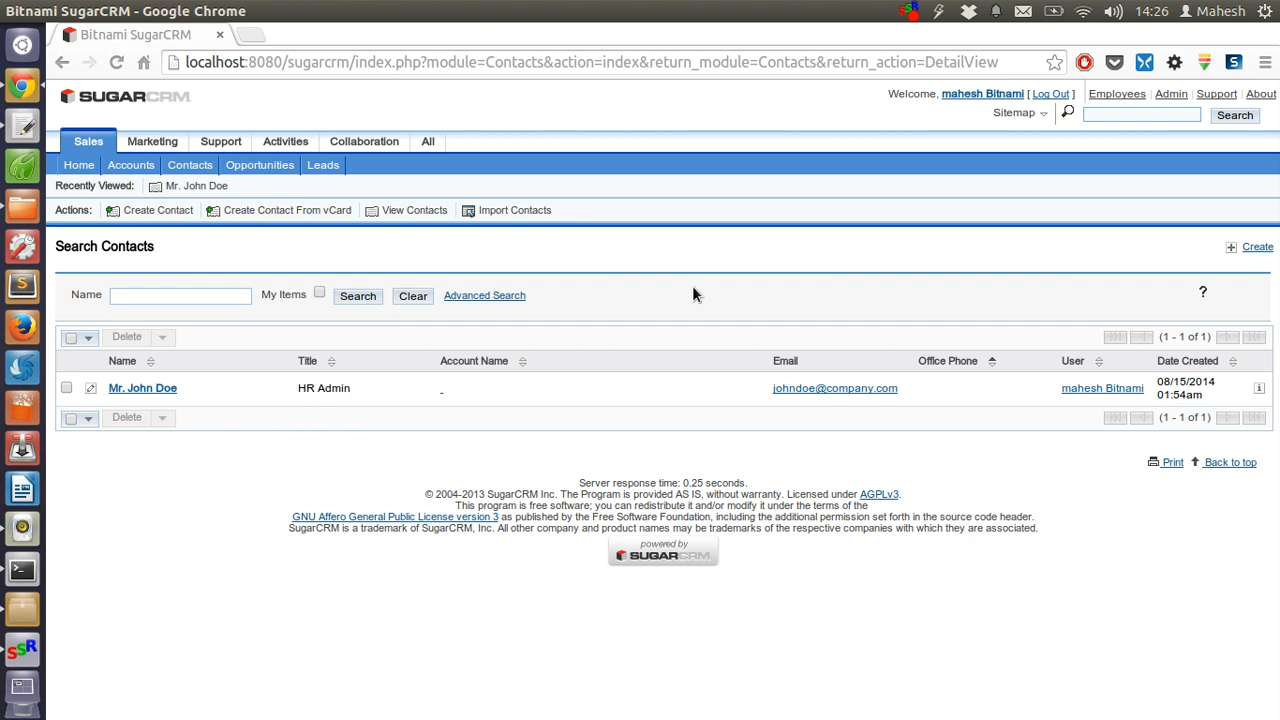 Bitnami SugarCRM - Google Chrome 14:26 Mahesh
Bitnami SugarCRM ×
localhost:8080/sugarcrm/index.php?module=Contacts&action=index&return_module=Contacts&return_action=DetailView
SUGARCRM Welcome, mahesh Bitnami [ Log Out ] Employees | Admin | Support | About
Sitemap Search
Sales Marketing Support Activities Collaboration All
Home Accounts Contacts Opportunities Leads
Recently Viewed: Mr. John Doe
Actions: Create Contact Create Contact From vCard View Contacts Import Contacts
Search Contacts Create
Name My Items Search Clear Advanced Search ?
Delete (1 - 1 of 1)
Name Title Account Name Email Office Phone User Date Created
Mr. John Doe HR Admin johndoe@company.com mahesh Bitnami 08/15/2014
01:54am
Delete (1 - 1 of 1)
Print Back to top
Server response time: 0.25 seconds.
© 2004-2013 SugarCRM Inc. The Program is provided AS IS, without warranty. Licensed under AGPLv3.
This program is free software; you can redistribute it and/or modify it under the terms of the
GNU Affero General Public License version 3 as published by the Free Software Foundation, including the additional permission set forth in the source code header.
SugarCRM is a trademark of SugarCRM, Inc. All other company and product names may be trademarks of the respective companies with which they are associated.
powered by
SUGARCRM